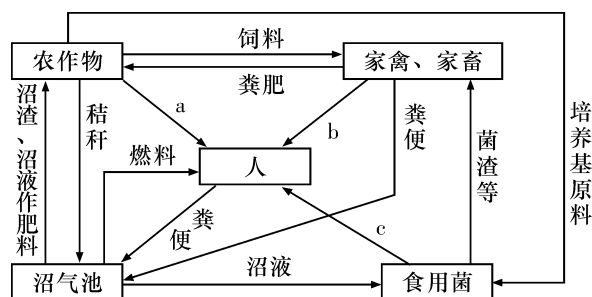 饲料
农作物
家禽、家畜
粪肥
a
b
c
秸秆
沼渣、沼液作肥料
燃料
人
粪便
粪便
菌渣等
培养基原料
沼气池
沼液
食用菌